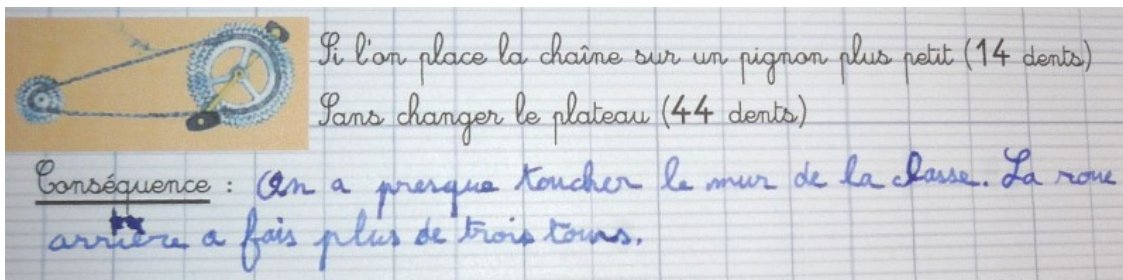 Si l'on place la chaîne sur un pignon plus petit (14 dents)
Sans changer le plateau (44 dents)
Conséquence : On a presque toucher le mur de la classe. La roue
arrière a fais plus de trois tours.